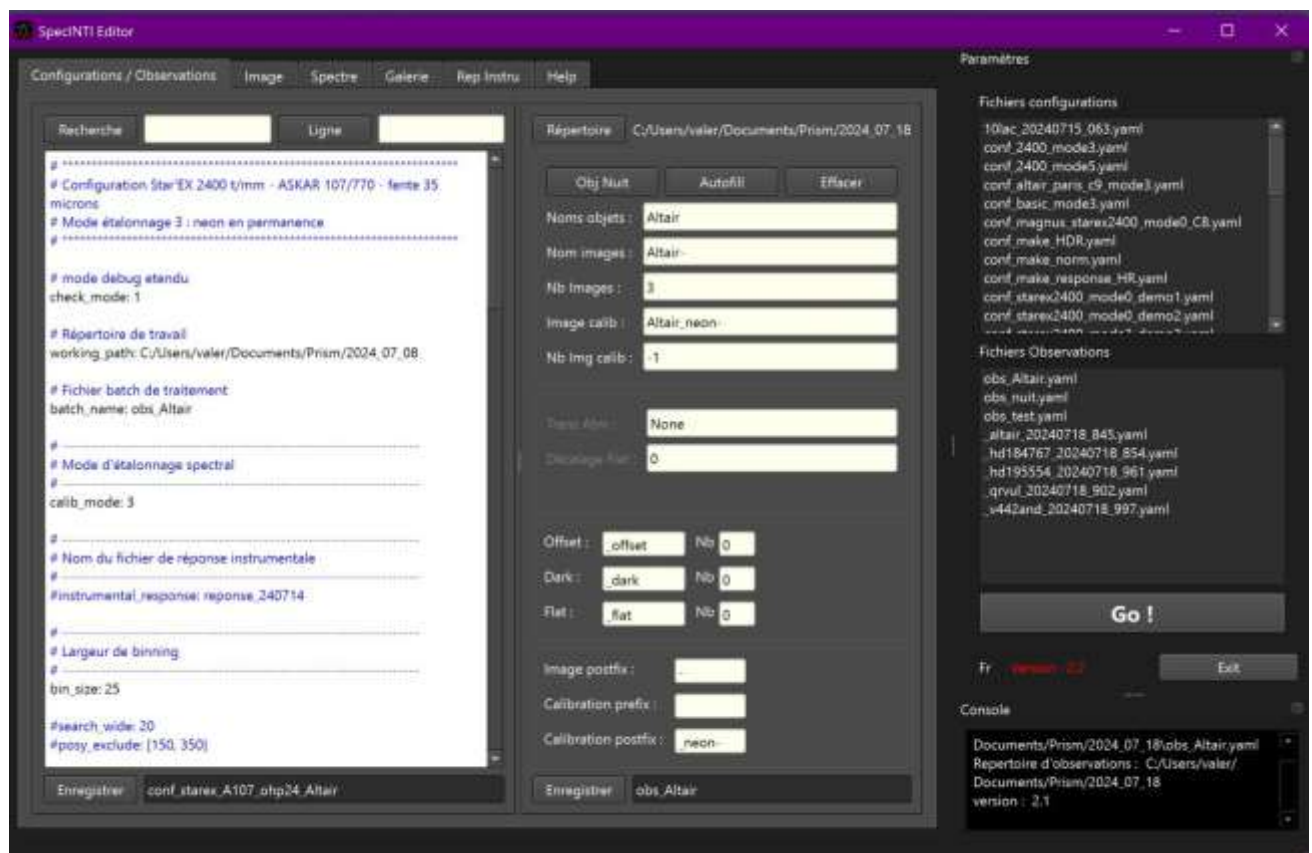 SpecINTI Editor
Configurations / Observations Image Spectre Galerie Rep Instru Help
Recherche Ligne
# **********************************************************************
# Configuration Star'EX 2400 t/mm - ASKAR 107/770 - fente 35
microns
# Mode étalonnage 3 : neon en permanence
# **********************************************************************
# mode debug etendu
check_mode: 1
# Répertoire de travail
working_path: C:/Users/valer/Documents/Prism/2024_07_08
# Fichier batch de traitement
batch_name: obs_Altair
# Mode d'étalonnage spectral
calib_mode: 3
# Nom du fichier de réponse instrumentale
#instrumental_response: reponse_240714
# Largeur de binning
bin_size: 25
#search_wide: 20
#posy_exclude: [150, 350]
Enregistrer conf_starex_A107_ohp24_Altair
Répertoire C:/Users/valer/Documents/Prism/2024_07_18
Obj Nuit Autofill Effacer
Noms objets : Altair
Nom images : Altair-
Nb Images : 3
Image calib : Altair_neon-
Nb Img calib : -1
Trans Atm : None
Décalage Flat : 0
Offset : _offset Nb 0
Dark : _dark Nb 0
Flat : _flat Nb 0
Image postfix : -
Calibration prefix :
Calibration postfix : _neon-
Enregistrer obs_Altair
Paramètres
Fichiers configurations
10lac_20240715_063.yaml
conf_2400_mode3.yaml
conf_2400_mode5.yaml
conf_altair_paris_c9_mode3.yaml
conf_basic_mode3.yaml
conf_magnus_starex2400_mode0_C8.yaml
conf_make_HDR.yaml
conf_make_norm.yaml
conf_make_response_HR.yaml
conf_starex2400_mode0_demo1.yaml
conf_starex2400_mode0_demo2.yaml
Fichiers Observations
obs_Altair.yaml
obs_nuit.yaml
obs_test.yaml
_altair_20240718_845.yaml
_hd184767_20240718_854.yaml
_hd195554_20240718_961.yaml
_qrvul_20240718_902.yaml
_v442and_20240718_997.yaml
Go !
Fr Version : 2.2 Exit
Console
Documents/Prism/2024_07_18\obs_Altair.yaml
Repertoire d'observations : C:/Users/valer/
Documents/Prism/2024_07_18
version : 2.1